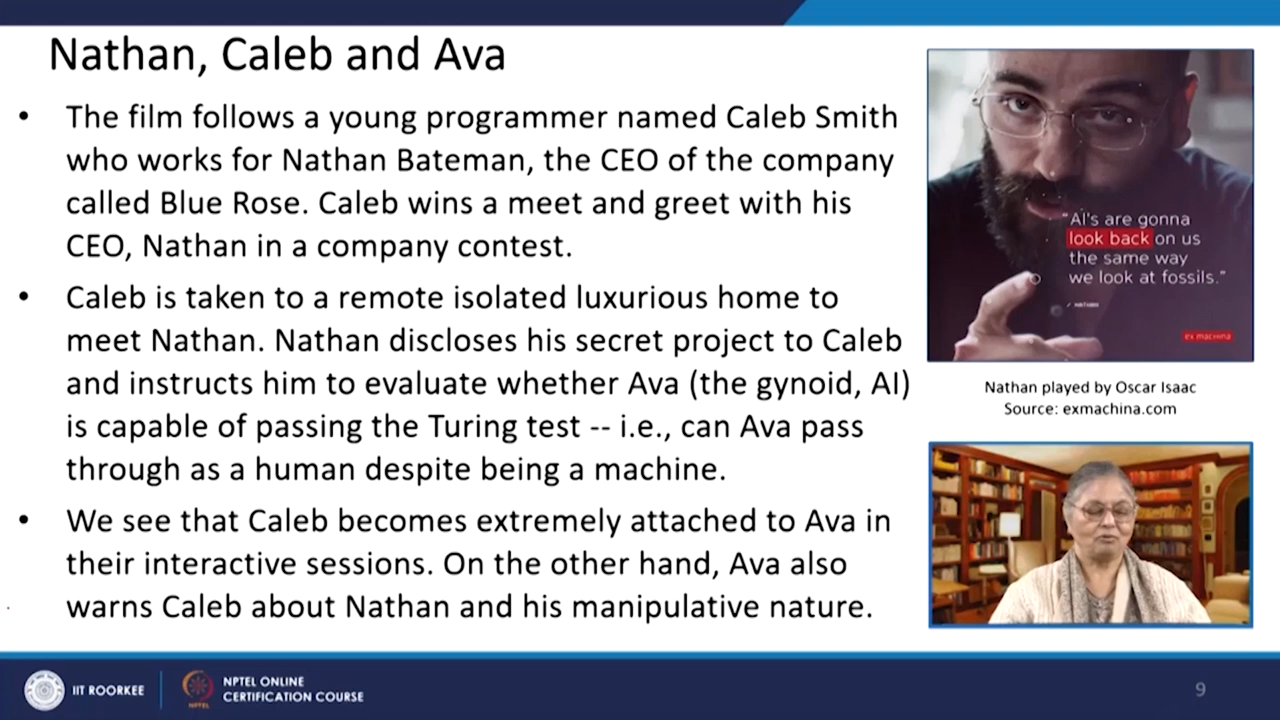 Nathan, Caleb and Ava
• The film follows a young programmer named Caleb Smith
who works for Nathan Bateman, the CEO of the company
called Blue Rose. Caleb wins a meet and greet with his
CEO, Nathan in a company contest.
• Caleb is taken to a remote isolated luxurious home to
meet Nathan. Nathan discloses his secret project to Caleb
and instructs him to evaluate whether Ava (the gynoid, AI)
is capable of passing the Turing test -- i.e., can Ava pass
through as a human despite being a machine.
• We see that Caleb becomes extremely attached to Ava in
their interactive sessions. On the other hand, Ava also
warns Caleb about Nathan and his manipulative nature.
"AI's are gonna
look back on us
the same way
we look at fossils."
NATHAN
ex machina
Nathan played by Oscar Isaac
Source: exmachina.com
IIT ROORKEE
NPTEL
NPTEL ONLINE
CERTIFICATION COURSE
9